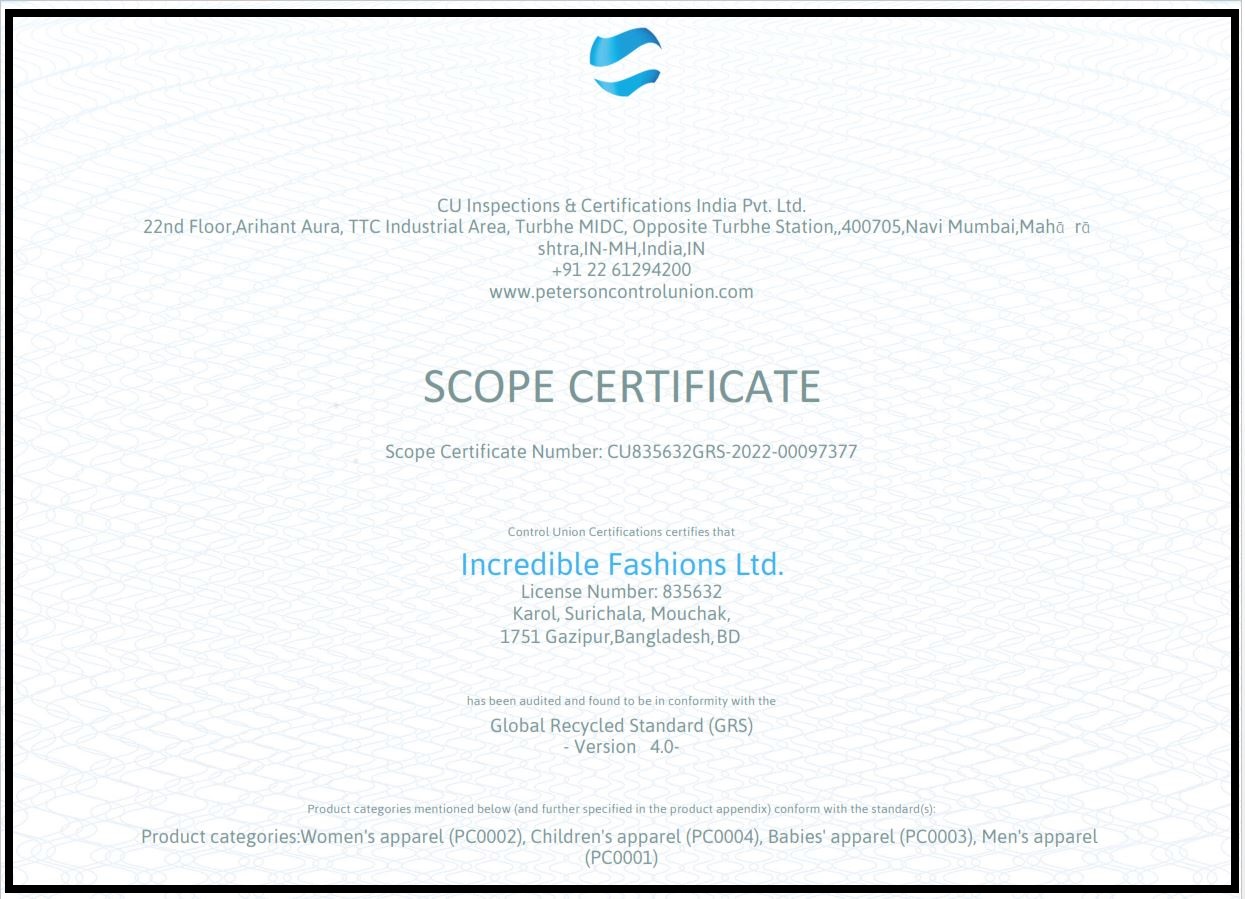 CU Inspections & Certifications India Pvt. Ltd.
22nd Floor,Arihant Aura, TTC Industrial Area, Turbhe MIDC, Opposite Turbhe Station,,400705,Navi Mumbai,Mahā rā
shtra,IN-MH,India,IN
+91 22 61294200
www.petersoncontrolunion.com
SCOPE CERTIFICATE
Scope Certificate Number: CU835632GRS-2022-00097377
Control Union Certifications certifies that
Incredible Fashions Ltd.
License Number: 835632
Karol, Surichala, Mouchak,
1751 Gazipur,Bangladesh,BD
has been audited and found to be in conformity with the
Global Recycled Standard (GRS)
- Version 4.0-
Product categories mentioned below (and further specified in the product appendix) conform with the standard(s):
Product categories:Women's apparel (PC0002), Children's apparel (PC0004), Babies' apparel (PC0003), Men's apparel
(PC0001)